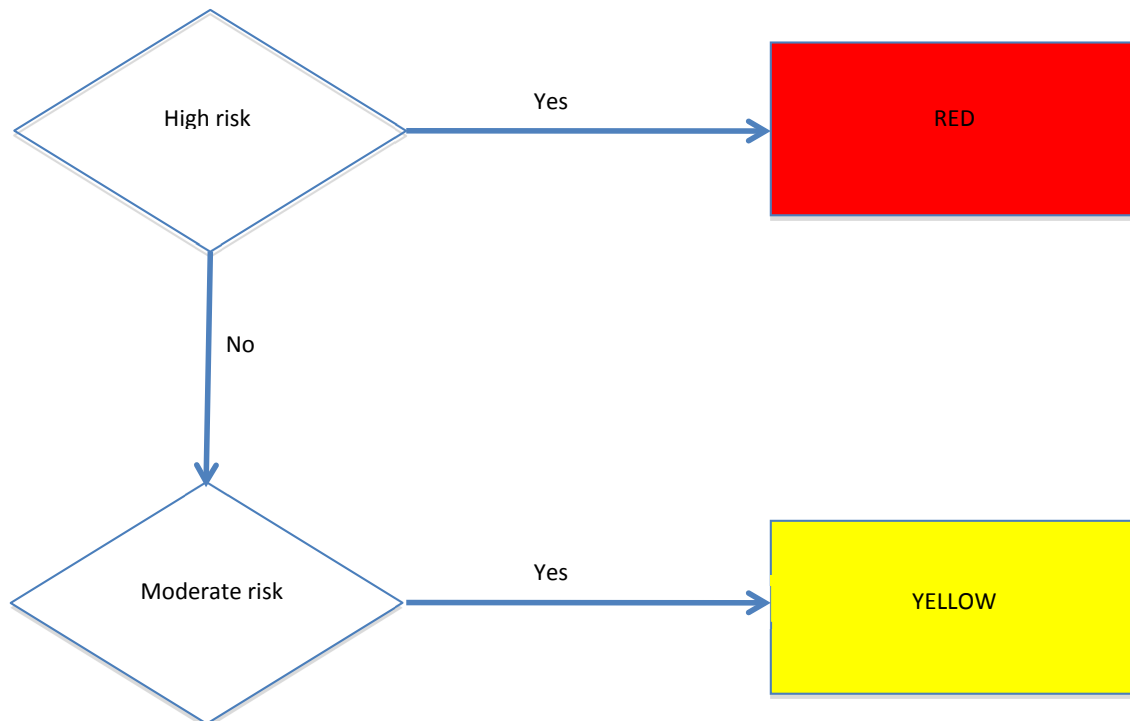 High risk
Yes
RED
No
Moderate risk
Yes
YELLOW